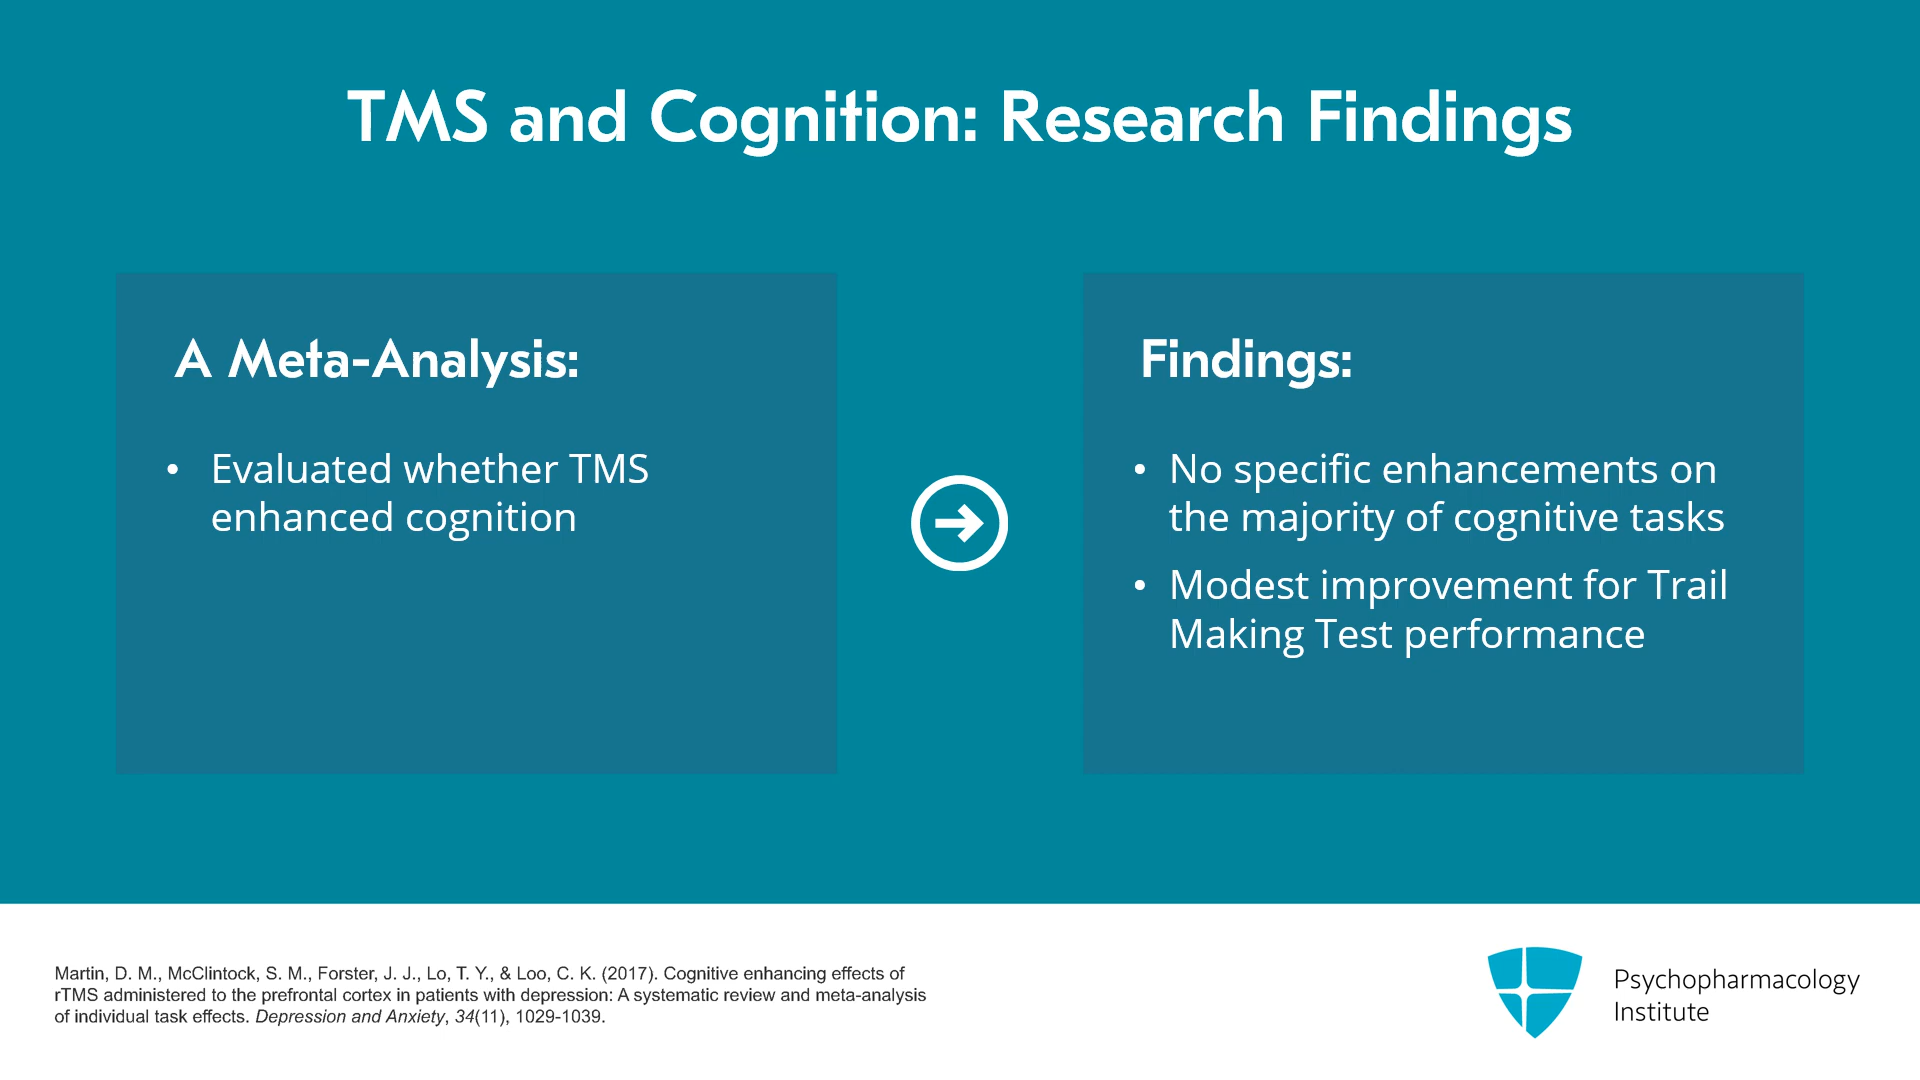 TMS and Cognition: Research Findings
A Meta-Analysis:
• Evaluated whether TMS
enhanced cognition
Findings:
• No specific enhancements on
the majority of cognitive tasks
• Modest improvement for Trail
Making Test performance
Martin, D. M., McClintock, S. M., Forster, J. J., Lo, T. Y., & Loo, C. K. (2017). Cognitive enhancing effects of
rTMS administered to the prefrontal cortex in patients with depression: A systematic review and meta-analysis
of individual task effects. Depression and Anxiety, 34(11), 1029-1039.
Psychopharmacology
Institute